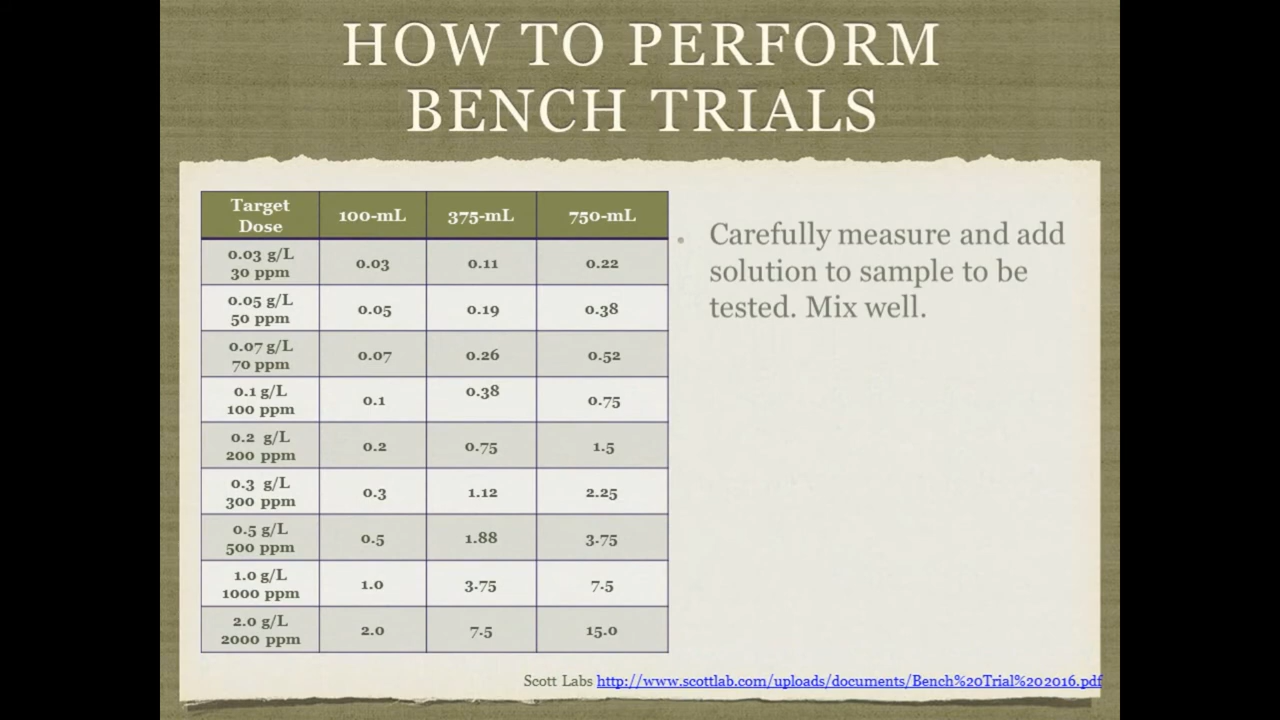 HOW TO PERFORM
BENCH TRIALS
Target
Dose
100-mL
375-mL
750-mL
0.03 g/L
30 ppm
0.03
0.11
0.22
0.05 g/L
50 ppm
0.05
0.19
0.38
0.07 g/L
70 ppm
0.07
0.26
0.52
0.1 g/L
100 ppm
0.1
0.38
0.75
0.2 g/L
200 ppm
0.2
0.75
1.5
0.3 g/L
300 ppm
0.3
1.12
2.25
0.5 g/L
500 ppm
0.5
1.88
3.75
1.0 g/L
1000 ppm
1.0
3.75
7.5
2.0 g/L
2000 ppm
2.0
7.5
15.0
• Carefully measure and add
solution to sample to be
tested. Mix well.
Scott Labs http://www.scottlab.com/uploads/documents/Bench%20Trial%202016.pdf